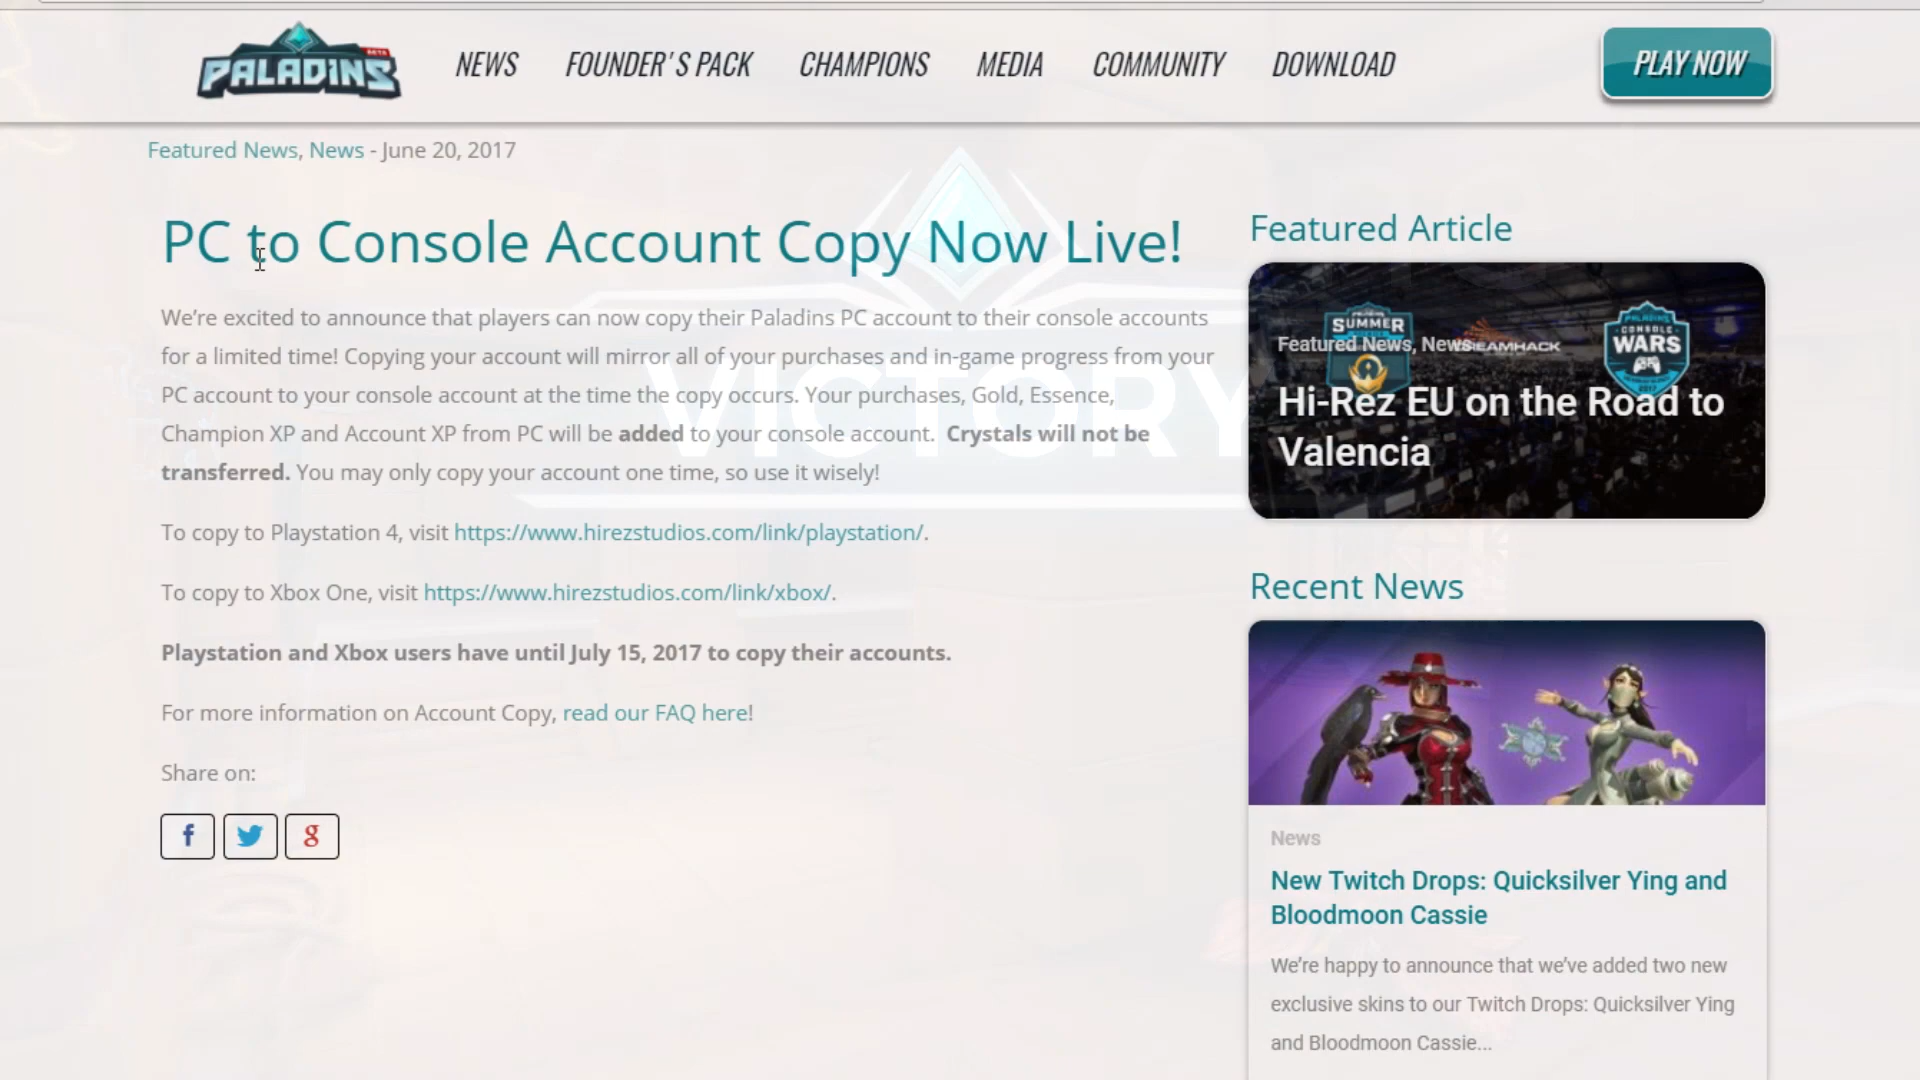 PALADINS BETA
NEWS FOUNDER'S PACK CHAMPIONS MEDIA COMMUNITY DOWNLOAD PLAY NOW
Featured News, News - June 20, 2017
PC to Console Account Copy Now Live!
We're excited to announce that players can now copy their Paladins PC account to their console accounts
for a limited time! Copying your account will mirror all of your purchases and in-game progress from your
PC account to your console account at the time the copy occurs. Your purchases, Gold, Essence,
Champion XP and Account XP from PC will be added to your console account.  Crystals will not be
transferred. You may only copy your account one time, so use it wisely!
To copy to Playstation 4, visit https://www.hirezstudios.com/link/playstation/.
To copy to Xbox One, visit https://www.hirezstudios.com/link/xbox/.
Playstation and Xbox users have until July 15, 2017 to copy their accounts.
For more information on Account Copy, read our FAQ here!
Share on:
f
g
VICTORY
Featured Article
SUMMER
PALADINS
CONSOLE
WARS
2017
Featured News, News
Hi-Rez EU on the Road to
Valencia
Recent News
News
New Twitch Drops: Quicksilver Ying and
Bloodmoon Cassie
We're happy to announce that we've added two new
exclusive skins to our Twitch Drops: Quicksilver Ying
and Bloodmoon Cassie...